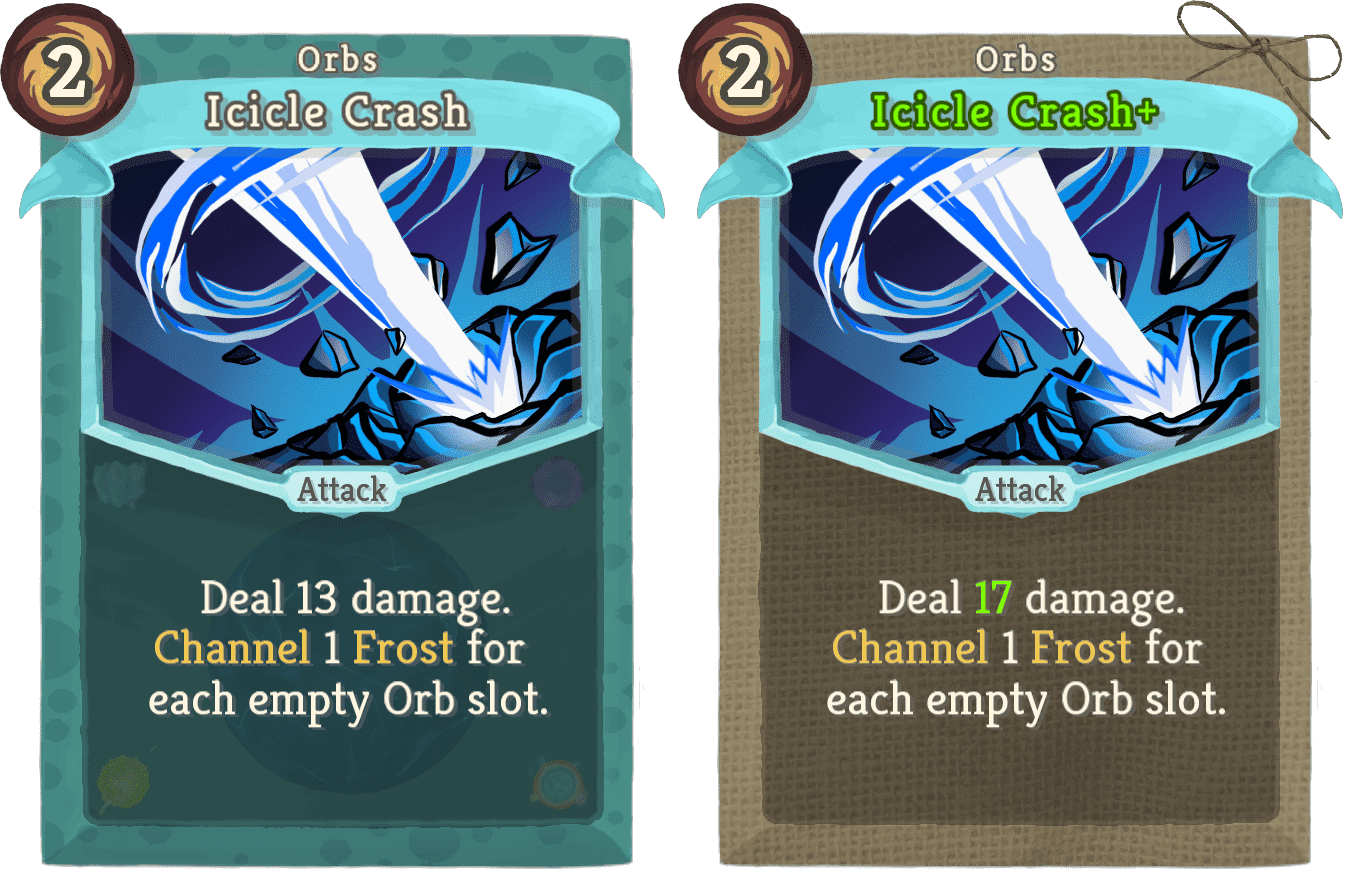 2
Orbs
Icicle Crash
Attack
Deal 13 damage.
Channel 1 Frost for
each empty Orb slot.
2
Orbs
Icicle Crash+
Attack
Deal 17 damage.
Channel 1 Frost for
each empty Orb slot.